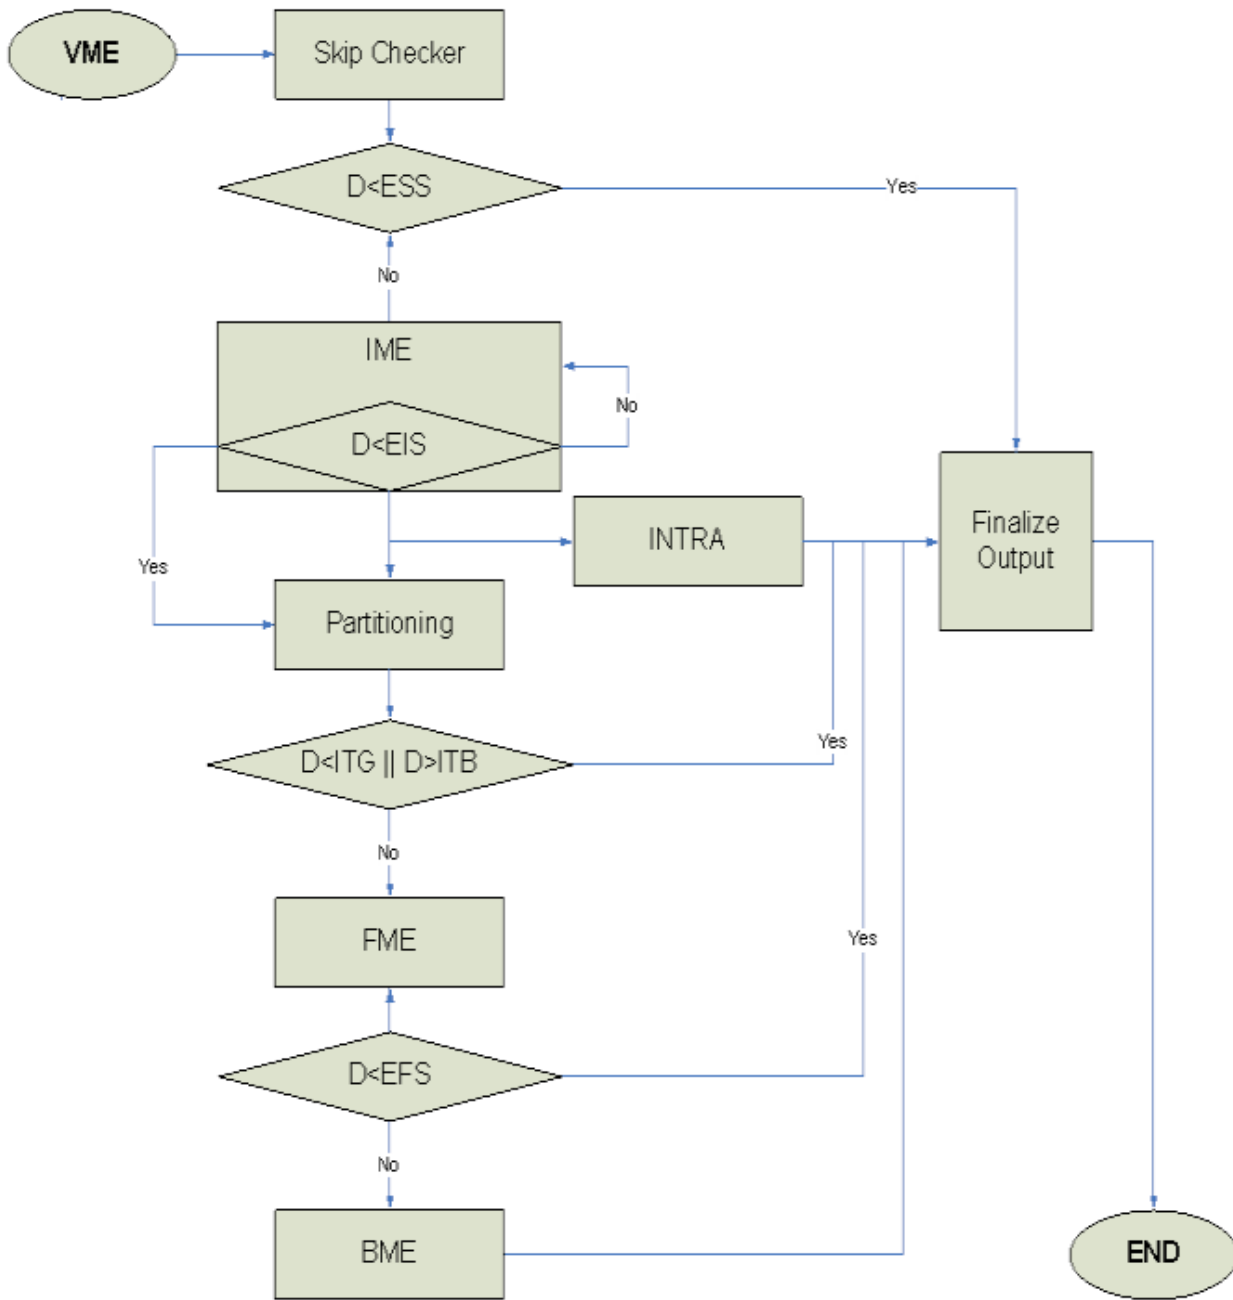 VME
Skip Checker
D<ESS
Yes
No
IME
No
D<EIS
Yes
INTRA
Finalize
Output
Partitioning
D<ITG || D>ITB
Yes
No
FME
Yes
D<EFS
No
BME
END